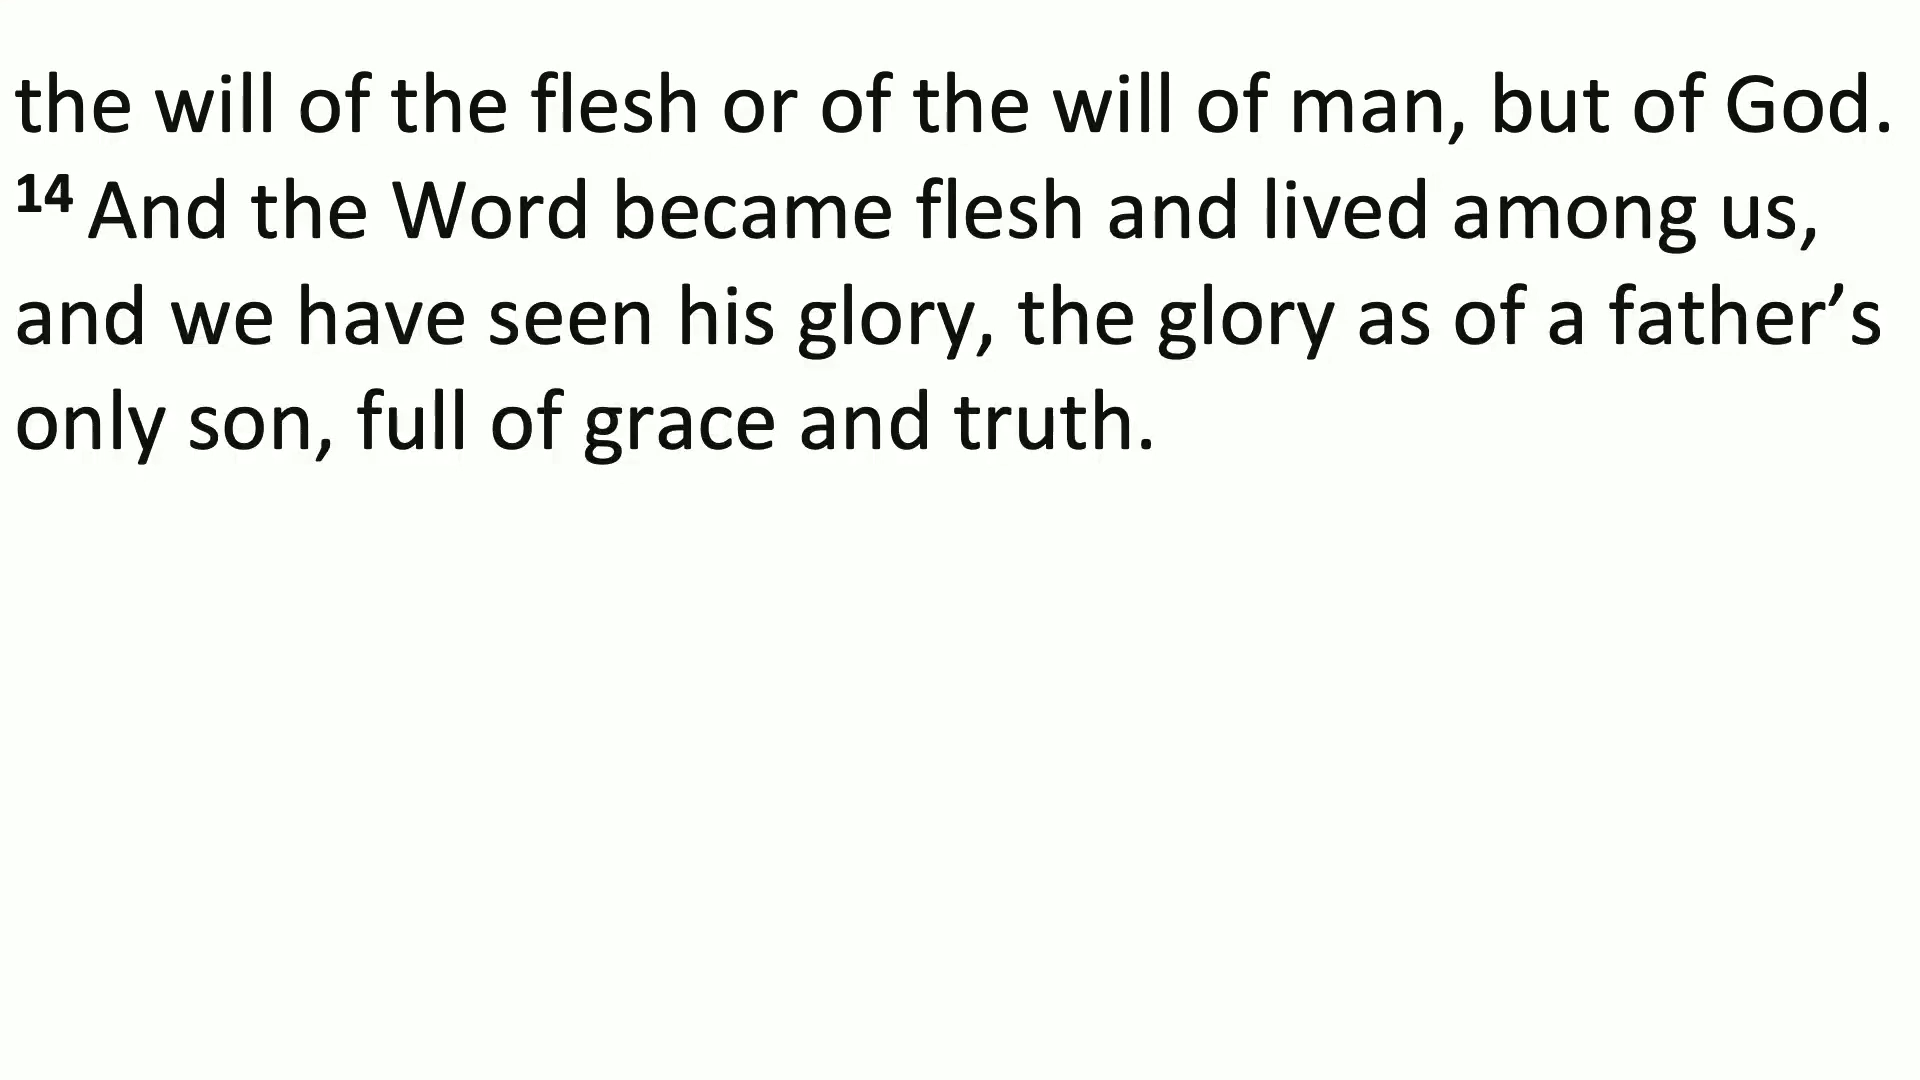 the will of the flesh or of the will of man, but of God.
14 And the Word became flesh and lived among us,
and we have seen his glory, the glory as of a father’s
only son, full of grace and truth.